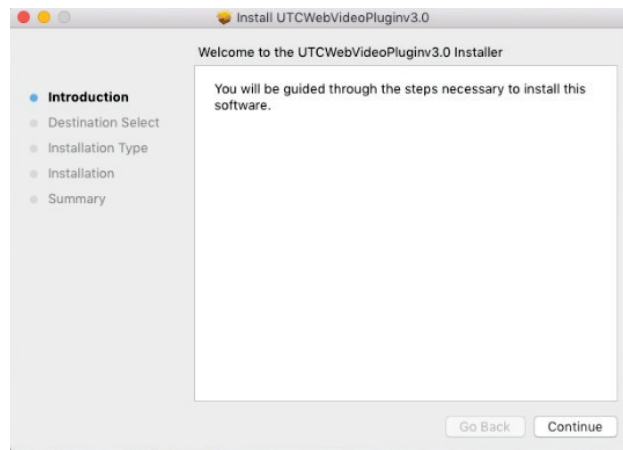 Install UTCWebVideoPluginv3.0
Welcome to the UTCWebVideoPluginv3.0 Installer
Introduction
Destination Select
Installation Type
Installation
Summary
You will be guided through the steps necessary to install this
software.
Go Back
Continue